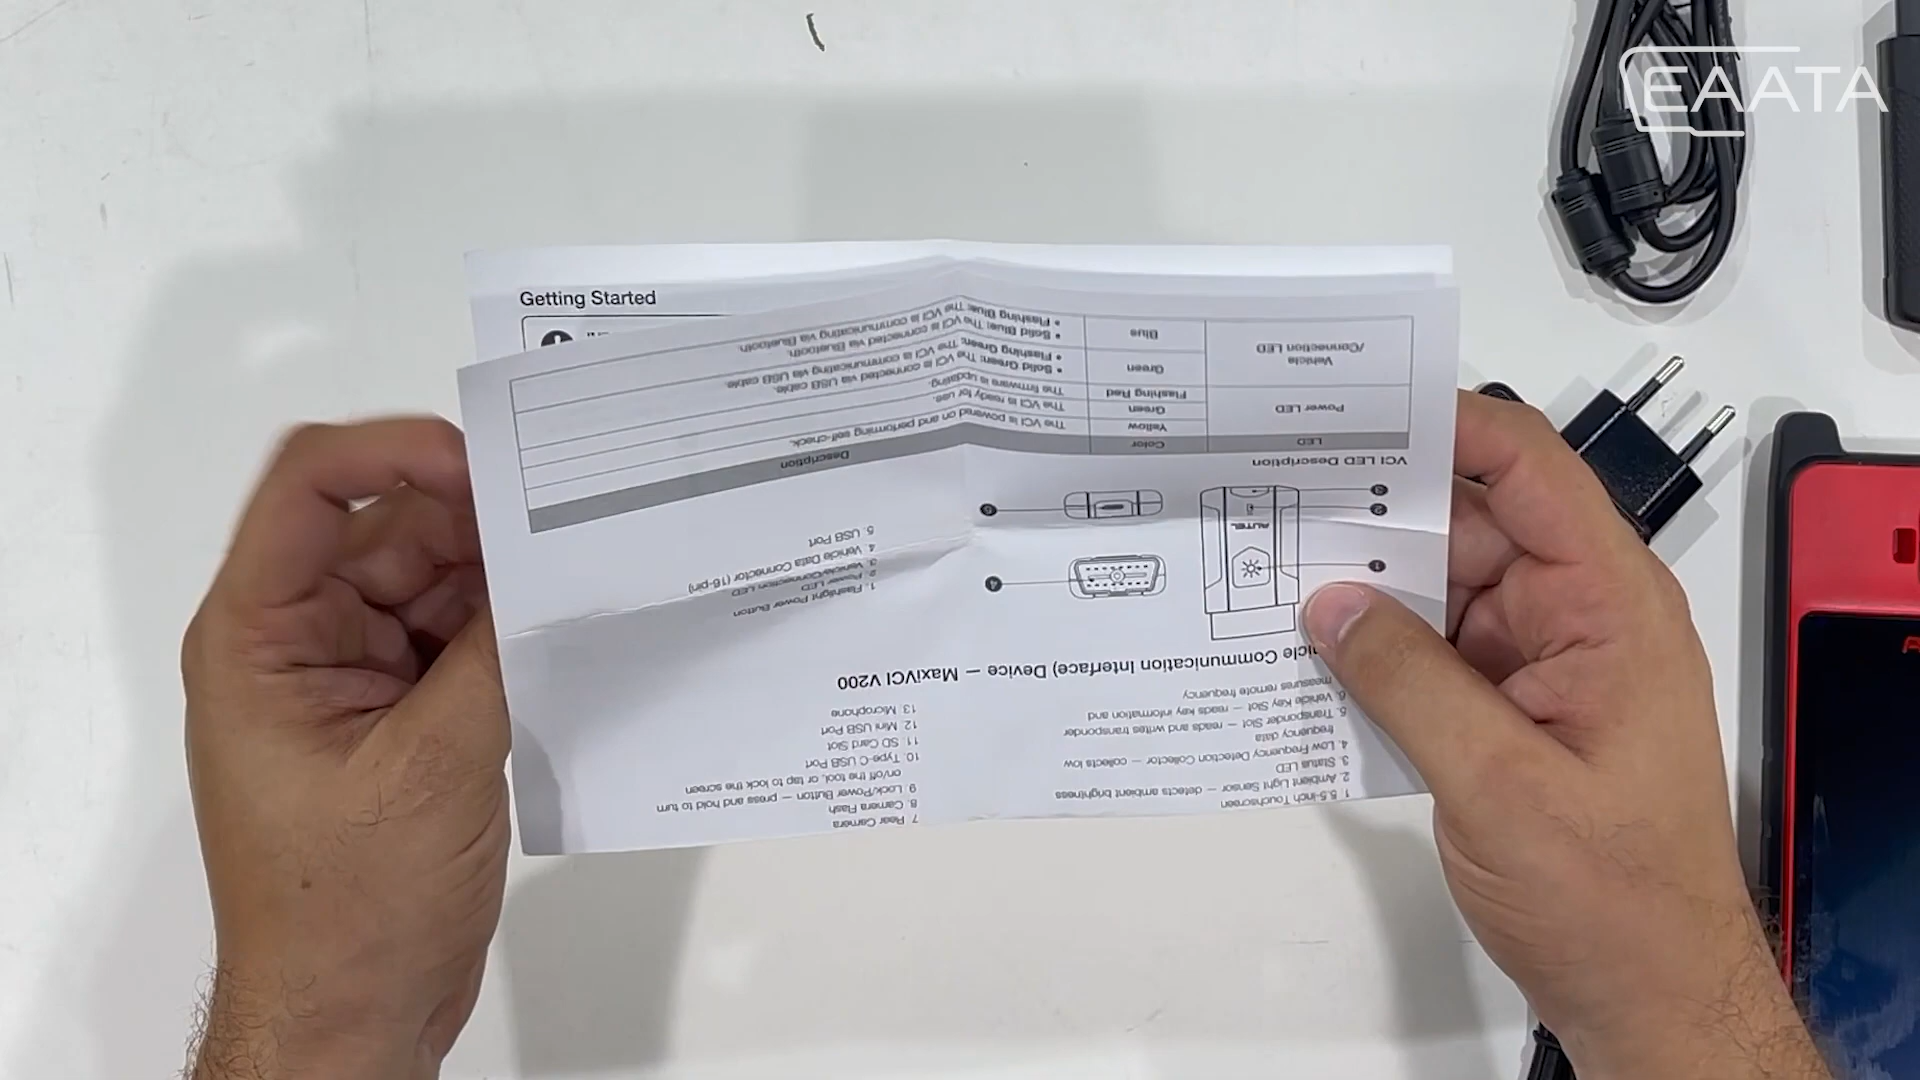 EAATA
Getting Started
1. 5.5-inch Touchscreen
2. Ambient Light Sensor — detects ambient brightness
3. Status LED
4. Low Frequency Detection Collector — collects low
frequency data
5. Transponder Slot — reads and writes transponder
6. Vehicle Key Slot — reads key information and
measures remote frequency
7 Rear Camera
8. Camera Flash
9. Lock/Power Button — press and hold to turn
on/off the tool, or tap to lock the screen
10. Type-C USB Port
11. SD Card Slot
12. Mini USB Port
13. Microphone
icle Communication Interface) Device — MaxiVCI V200
AUTEL
1
2
3
4
5
1. Flashlight Power Button
2. Power LED
3. Vehicle/Connection LED
4. Vehicle Data Connector (16-pin)
5. USB Port
VCI LED Description
LED Color Description
Power LED
Yellow The VCI is powered on and performing self-check.
Green The VCI is ready for use.
Flashing Red The firmware is updating.
Vehicle
/Connection LED
Green
• Solid Green: The VCI is connected via USB cable.
• Flashing Green: The VCI is communicating via USB cable.
Blue
• Solid Blue: The VCI is connected via Bluetooth.
• Flashing Blue: The VCI is communicating via Bluetooth.